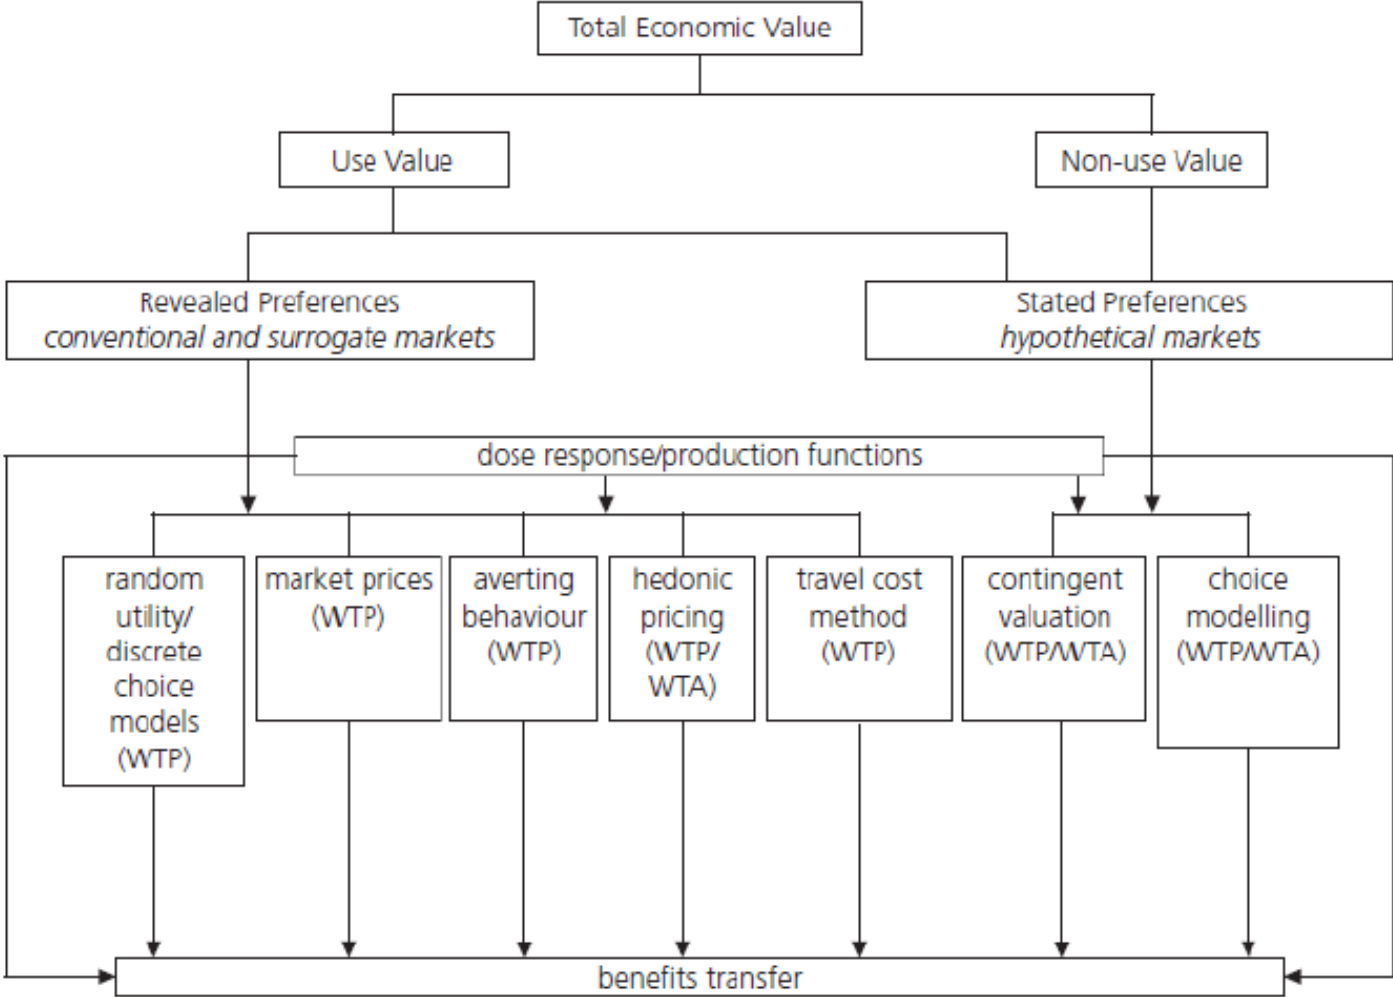 Total Economic Value
Use Value
Non-use Value
Revealed Preferences
conventional and surrogate markets
Stated Preferences
hypothetical markets
dose response/production functions
random
utility/
discrete
choice
models
(WTP)
market prices
(WTP)
averting
behaviour
(WTP)
hedonic
pricing
(WTP/
WTA)
travel cost
method
(WTP)
contingent
valuation
(WTP/WTA)
choice
modelling
(WTP/WTA)
benefits transfer